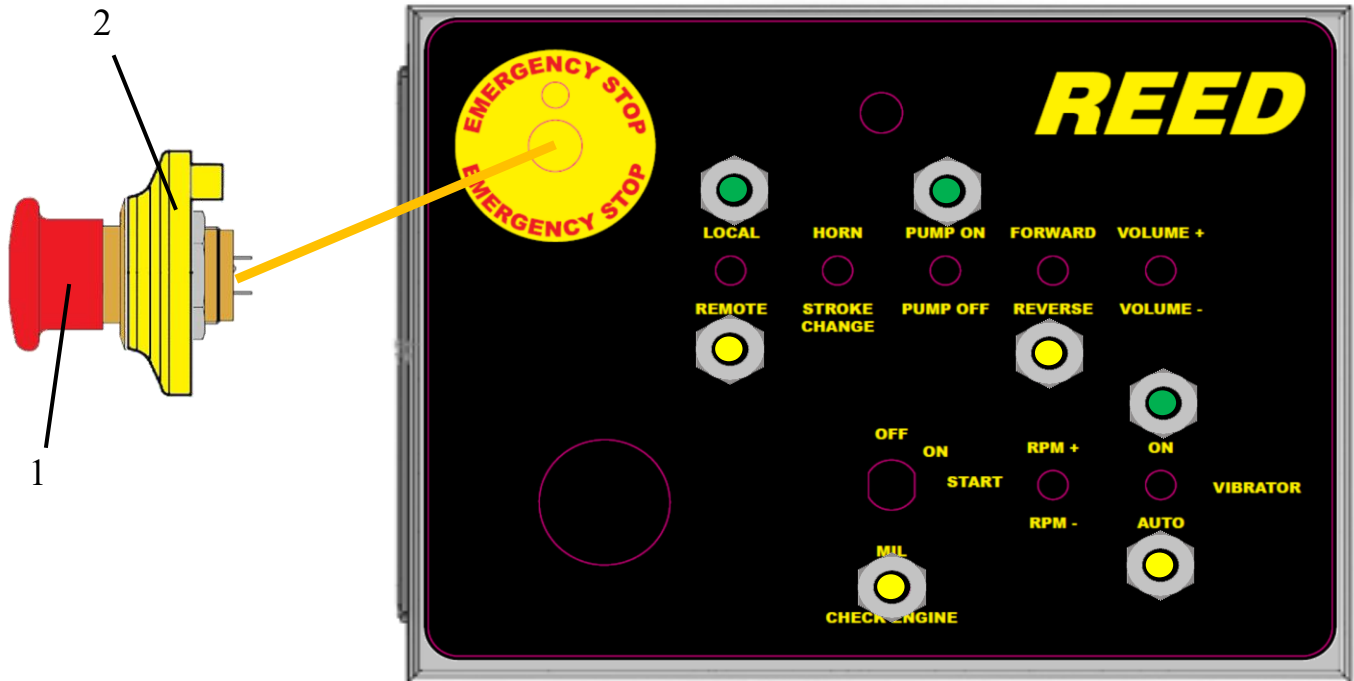 2
EMERGENCY STOP
EMERGENCY STOP
REED
LOCAL
HORN
PUMP ON
FORWARD
VOLUME +
REMOTE
STROKE
CHANGE
PUMP OFF
REVERSE
VOLUME -
1
OFF
ON
START
RPM +
ON
VIBRATOR
RPM -
AUTO
MIL
CHECK ENGINE